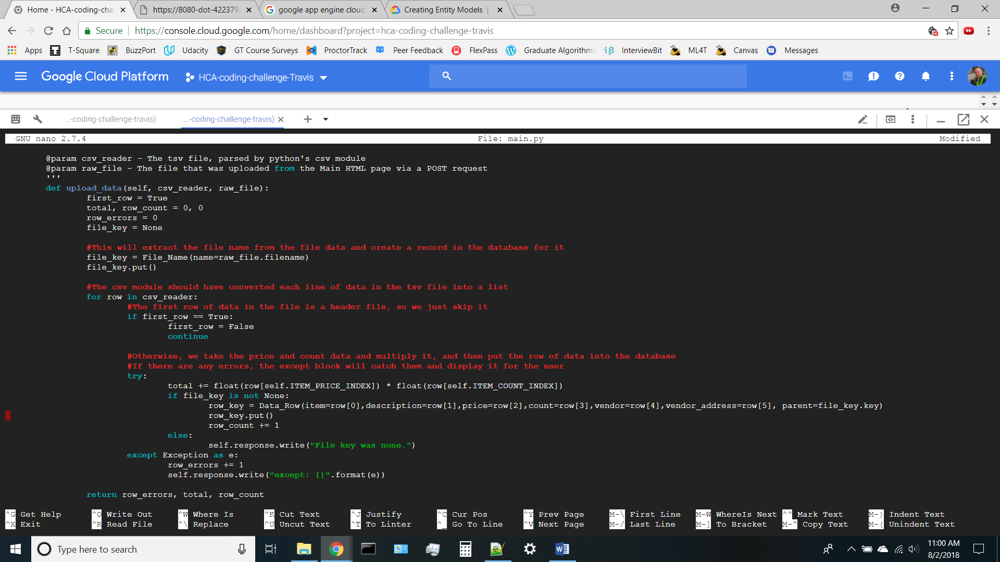 Home - HCA-coding-cha
https://8080-dot-422379
google app engine cloud
Creating Entity Models |
Secure
https://console.cloud.google.com/home/dashboard?project=hca-coding-challenge-travis
Apps T-Square BuzzPort Udacity GT Course Surveys ProctorTrack Peer Feedback FlexPass Graduate Algorithms InterviewBit ML4T Canvas Messages
Google Cloud Platform HCA-coding-challenge-Travis
...-coding-challenge-travis) ...-coding-challenge-travis)
GNU nano 2.7.4 File: main.py Modified
@param csv_reader - The tsv file, parsed by python's csv module
@param raw_file - The file that was uploaded from the Main HTML page via a POST request
'''
def upload_data(self, csv_reader, raw_file):
first_row = True
total, row_count = 0, 0
row_errors = 0
file_key = None
#This will extract the file name from the file data and create a record in the database for it
file_key = File_Name(name=raw_file.filename)
file_key.put()
#The csv module should have converted each line of data in the tsv file into a list
for row in csv_reader:
#The first row of data in the file is a header file, so we just skip it
if first_row == True:
first_row = False
continue
#Otherwise, we take the price and count data and multiply it, and then put the row of data into the database
#If there are any errors, the except block will catch them and display it for the user
try:
total += float(row[self.ITEM_PRICE_INDEX]) * float(row[self.ITEM_COUNT_INDEX])
if file_key is not None:
row_key = Data_Row(item=row[0],description=row[1],price=row[2],count=row[3],vendor=row[4],vendor_address=row[5], parent=file_key.key)
row_key.put()
row_count += 1
else:
self.response.write("File key was none.")
except Exception as e:
row_errors += 1
self.response.write("except: {}".format(e))
return row_errors, total, row_count
^G Get Help ^O Write Out ^W Where Is ^K Cut Text ^J Justify ^C Cur Pos ^Y Prev Page M-\ First Line M-W WhereIs Next ^^ Mark Text M-} Indent Text
^X Exit ^R Read File ^\ Replace ^U Uncut Text ^T To Linter ^_ Go To Line ^V Next Page M-/ Last Line M-] To Bracket M-^ Copy Text M-{ Unindent Text
Type here to search
11:00 AM
8/2/2018